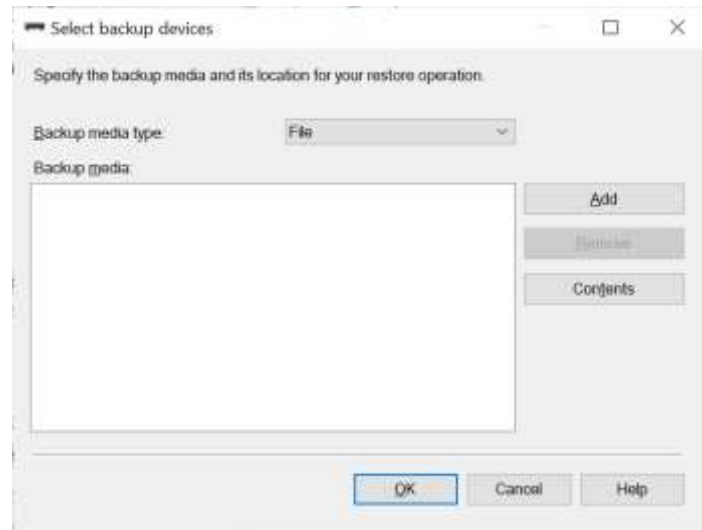 Select backup devices
Specify the backup media and its location for your restore operation.
Backup media type: File
Backup media:
Add
Remove
Contents
OK Cancel Help